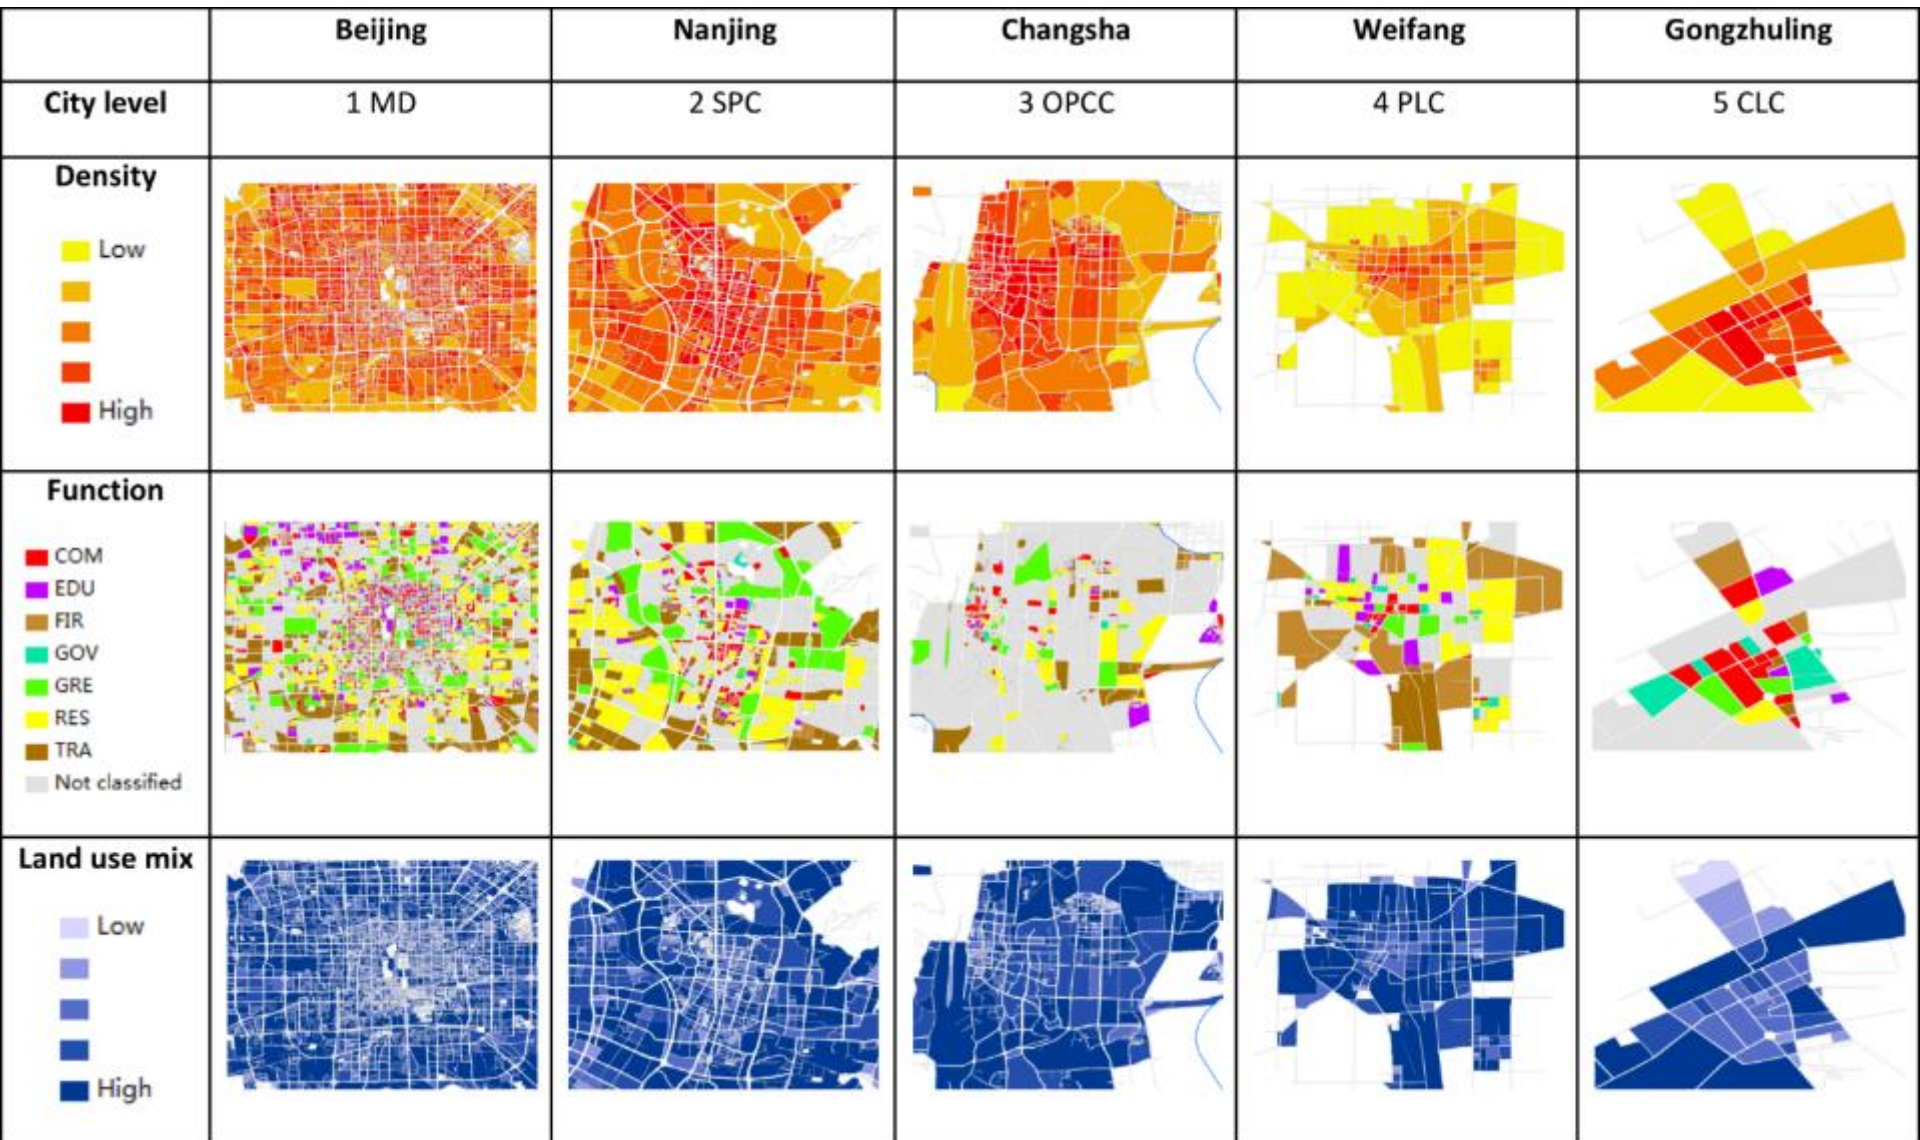 Beijing Nanjing Changsha Weifang Gongzhuling
City level 1 MD 2 SPC 3 OPCC 4 PLC 5 CLC
Density
Low
High
Function
COM
EDU
FIR
GOV
GRE
RES
TRA
Not classified
Land use mix
Low
High